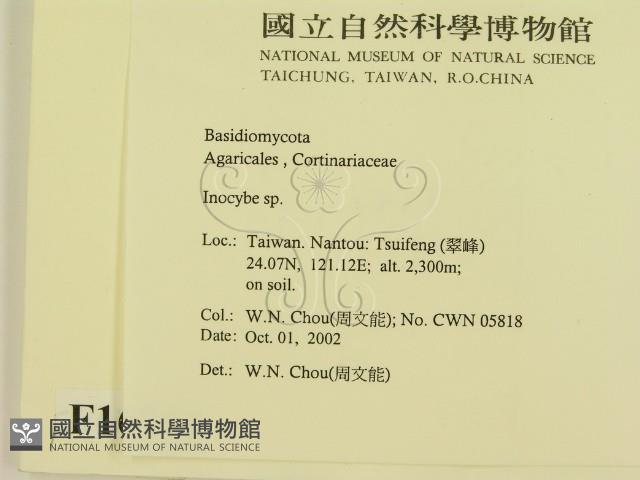 國立自然科學博物館
NATIONAL MUSEUM OF NATURAL SCIENCE
TAICHUNG, TAIWAN, R.O.CHINA
Basidiomycota
Agaricales , Cortinariaceae
Inocybe sp.
Loc.: Taiwan. Nantou: Tsuifeng (翠峰)
24.07N, 121.12E; alt. 2,300m;
on soil.
Col.: W.N. Chou(周文能); No. CWN 05818
Date: Oct. 01, 2002
Det.: W.N. Chou(周文能)
國立自然科學博物館
NATIONAL MUSEUM OF NATURAL SCIENCE